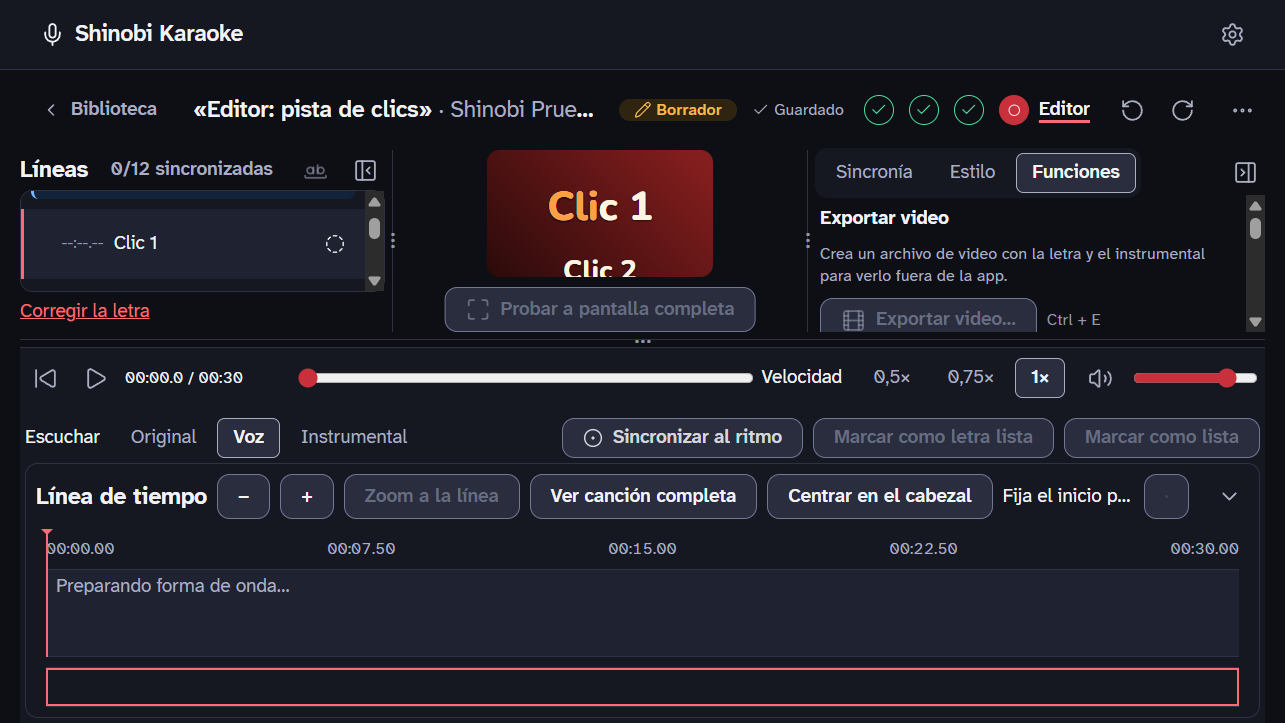 Shinobi Karaoke
Biblioteca «Editor: pista de clics» · Shinobi Prue... Borrador Guardado Editor
Líneas 0/12 sincronizadas ab
--:--.-- Clic 1
Corregir la letra
Clic 1
Clic 2
Probar a pantalla completa
Sincronía Estilo Funciones
Exportar video
Crea un archivo de video con la letra y el instrumental
para verlo fuera de la app.
Exportar video... Ctrl + E
00:00.0 / 00:30 Velocidad 0,5× 0,75× 1×
Escuchar Original Voz Instrumental Sincronizar al ritmo Marcar como letra lista Marcar como lista
Línea de tiempo − + Zoom a la línea Ver canción completa Centrar en el cabezal Fija el inicio p... ·
00:00.00 00:07.50 00:15.00 00:22.50 00:30.00
Preparando forma de onda...